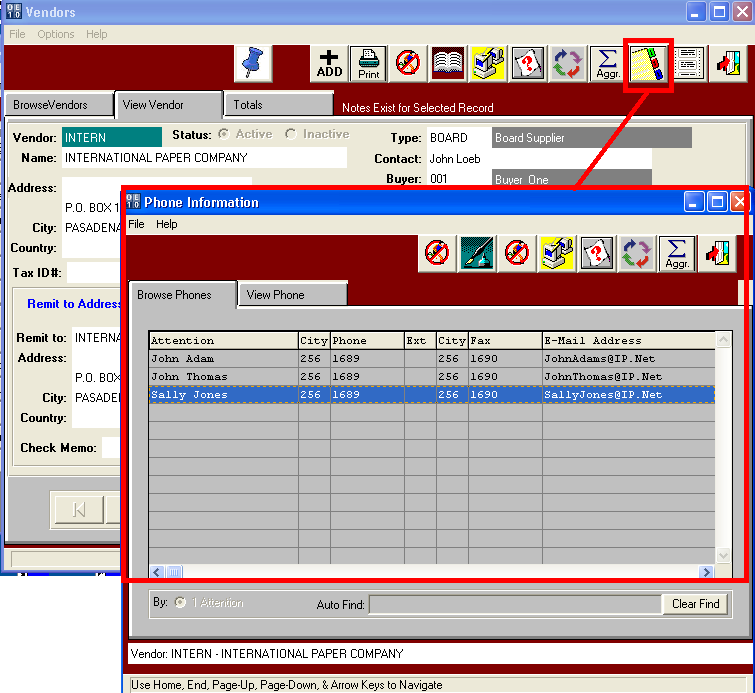 Vendors
File Options Help
ADD Print Aggr.
BrowseVendors View Vendor Totals Notes Exist for Selected Record
Vendor: INTERN Status: Active Inactive Type: BOARD Board Supplier
Name: INTERNATIONAL PAPER COMPANY Contact: John Loeb
Buyer: 001 Buyer One
Address:
P.O. BOX 1
City: PASADENA
Country:
Tax ID#:
Remit to Address
Remit to: INTERNA
Address:
P.O. BOX
City: PASADE
Country:
Check Memo:
Phone Information
File Help
Aggr.
Browse Phones View Phone
Attention City Phone Ext City Fax E-Mail Address
John Adam 256 1689 256 1690 JohnAdams@IP.Net
John Thomas 256 1689 256 1690 JohnThomas@IP.Net
Sally Jones 256 1689 256 1690 SallyJones@IP.Net
By: 1 Attention Auto Find: Clear Find
Vendor: INTERN - INTERNATIONAL PAPER COMPANY
Use Home, End, Page-Up, Page-Down, & Arrow Keys to Navigate